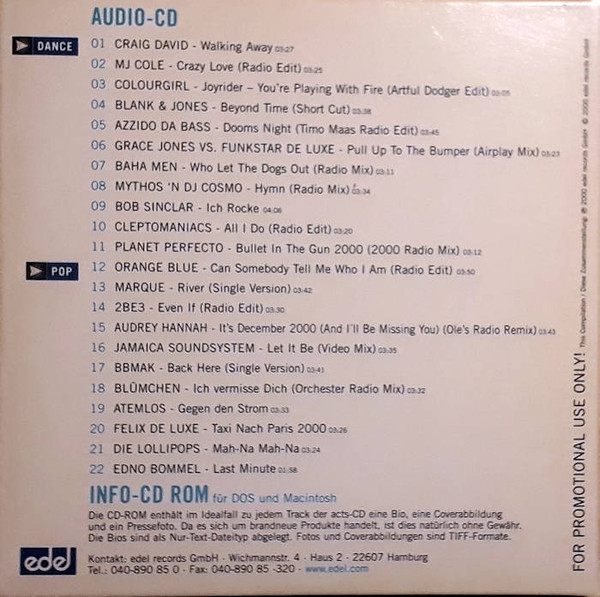 AUDIO-CD
DANCE
01 CRAIG DAVID - Walking Away 03:27
02 MJ COLE - Crazy Love (Radio Edit) 03:25
03 COLOURGIRL - Joyrider - You're Playing With Fire (Artful Dodger Edit) 03:05
04 BLANK & JONES - Beyond Time (Short Cut) 03:38
05 AZZIDO DA BASS - Dooms Night (Timo Maas Radio Edit) 03:45
06 GRACE JONES VS. FUNKSTAR DE LUXE - Pull Up To The Bumper (Airplay Mix) 03:23
07 BAHA MEN - Who Let The Dogs Out (Radio Mix) 03:11
08 MYTHOS 'N DJ COSMO - Hymn (Radio Mix) 03:34
09 BOB SINCLAR - Ich Rocke 04:06
10 CLEPTOMANIACS - All I Do (Radio Edit) 03:20
11 PLANET PERFECTO - Bullet In The Gun 2000 (2000 Radio Mix) 03:12
POP
12 ORANGE BLUE - Can Somebody Tell Me Who I Am (Radio Edit) 03:50
13 MARQUE - River (Single Version) 03:42
14 2BE3 - Even If (Radio Edit) 03:30
15 AUDREY HANNAH - It's December 2000 (And I'll Be Missing You) (Ole's Radio Remix) 03:43
16 JAMAICA SOUNDSYSTEM - Let It Be (Video Mix) 03:35
17 BBMAK - Back Here (Single Version) 03:41
18 BLÜMCHEN - Ich vermisse Dich (Orchester Radio Mix) 03:32
19 ATEMLOS - Gegen den Strom 03:33
20 FELIX DE LUXE - Taxi Nach Paris 2000 03:26
21 DIE LOLLIPOPS - Mah-Na Mah-Na 03:24
22 EDNO BOMMEL - Last Minute 01:58
INFO-CD ROM für DOS und Macintosh
Die CD-ROM enthält im Idealfall zu jedem Track der acts-CD eine Bio, eine Coverabbildung
und ein Pressefoto. Da es sich um brandneue Produkte handelt, ist dies natürlich ohne Gewähr.
Die Bios sind als Nur-Text-Dateityp abgelegt. Fotos und Coverabbildungen sind TIFF-Formate.
edel
Kontakt: edel records GmbH - Wichmannstr. 4 - Haus 2 - 22607 Hamburg
Tel.: 040-890 85 0 - Fax: 040-890 85 -320 - www.edel.com
FOR PROMOTIONAL USE ONLY! This Compilation / Diese Zusammenstellung: ℗ 2000 edel records GmbH © 2000 edel records GmbH